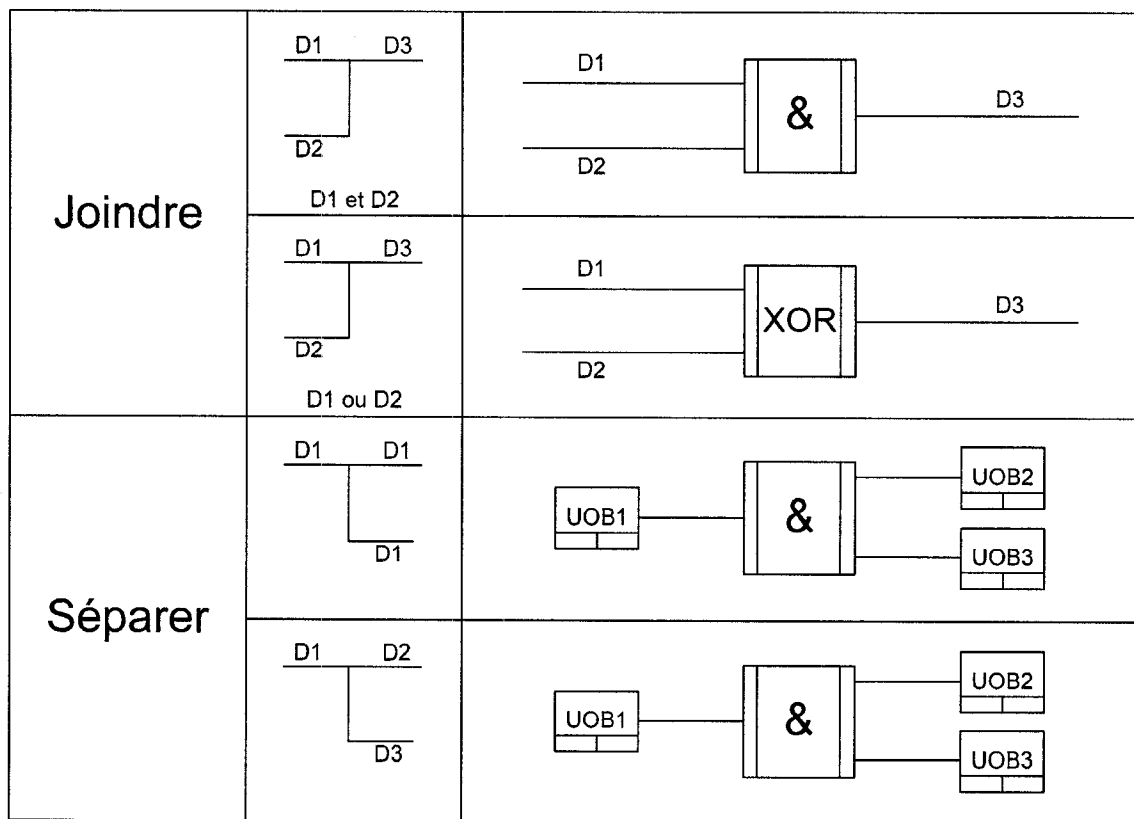 Joindre
D1 D3
D2
D1 et D2
D1
D2
&
D3
D1 D3
D2
D1 ou D2
D1
D2
XOR
D3
Séparer
D1 D1
D1
UOB1
&
UOB2
UOB3
D1 D2
D3
UOB1
&
UOB2
UOB3